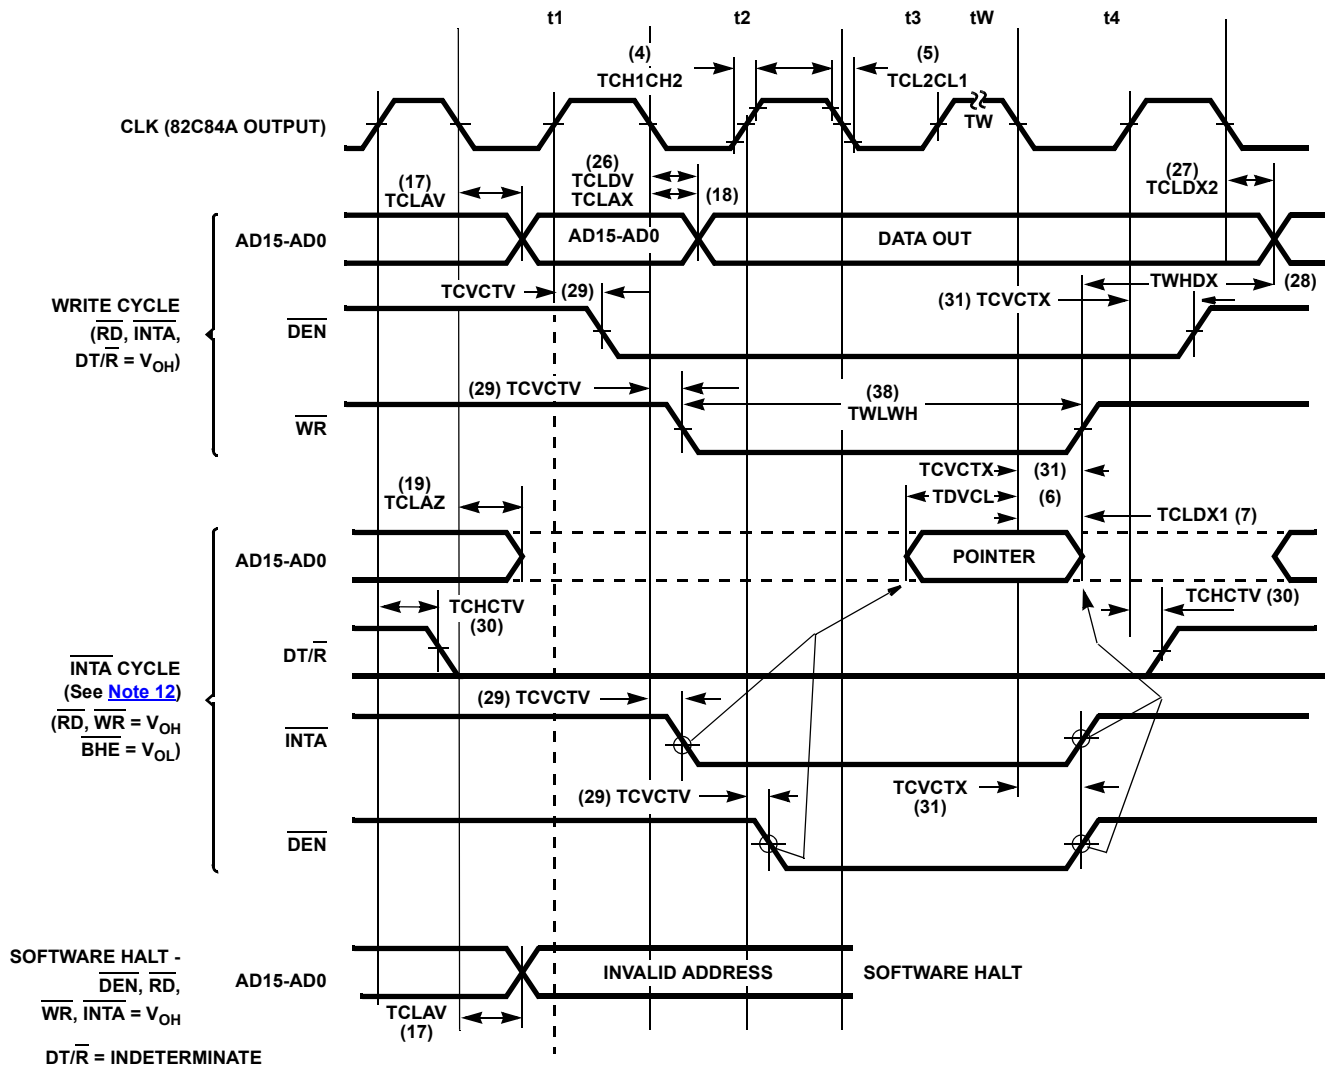 t1 t2 t3 tW t4
(4)
TCH1CH2
(5)
TCL2CL1
TW
CLK (82C84A OUTPUT)
(17)
TCLAV
(26)
TCLDV
TCLAX
(18)
(27)
TCLDX2
AD15-AD0
AD15-AD0
DATA OUT
WRITE CYCLE
(RD, INTA,
DT/R = VOH)
TCVCTV (29)
(31) TCVCTX
TWHDX (28)
DEN
(29) TCVCTV
(38)
TWLWH
WR
TCVCTX (31)
(19)
TCLAZ
TDVCL (6)
TCLDX1 (7)
AD15-AD0
POINTER
TCHCTV
(30)
TCHCTV (30)
DT/R
INTA CYCLE
(See Note 12)
(RD, WR = VOH
BHE = VOL)
(29) TCVCTV
INTA
(29) TCVCTV
TCVCTX
(31)
DEN
SOFTWARE HALT -
DEN, RD,
WR, INTA = VOH
DT/R = INDETERMINATE
AD15-AD0
INVALID ADDRESS
SOFTWARE HALT
TCLAV
(17)